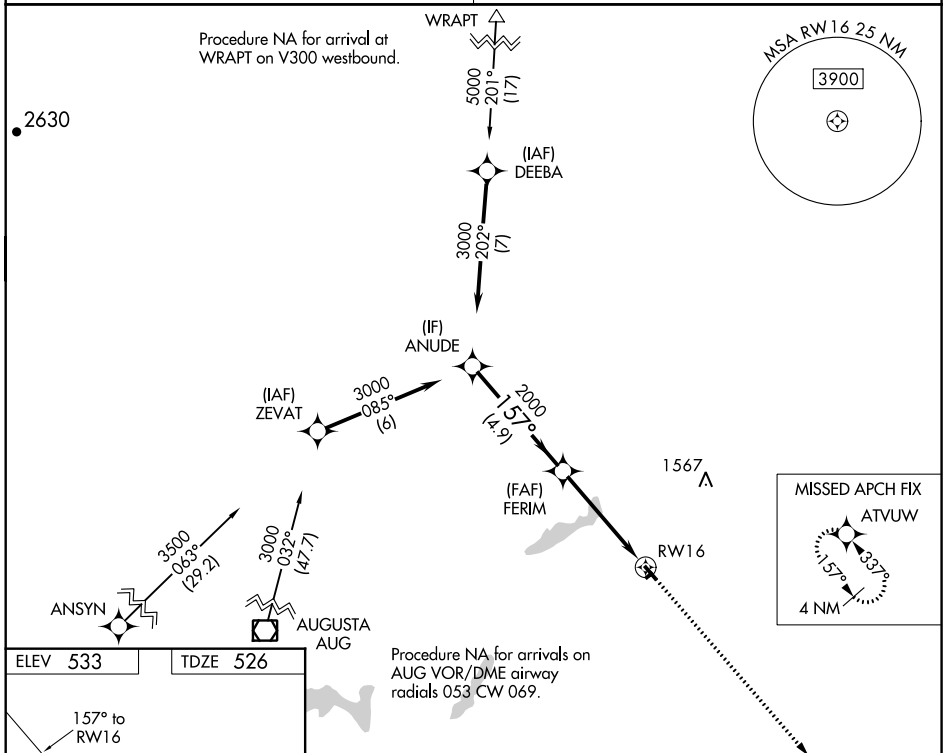 WRAPT
Procedure NA for arrival at
WRAPT on V300 westbound.
MSA RW16 25 NM
3900
5000
201°
(17)
2630
(IAF)
DEEBA
3000
202°
(7)
(IF)
ANUDE
(IAF)
ZEVAT
3000
085°
(6)
2000
157°
(4.9)
(FAF)
FERIM
1567
MISSED APCH FIX
ATVUW
157°
337°
4 NM
RW16
3500
063°
(29.2)
3000
032°
(47.7)
ANSYN
AUGUSTA
AUG
Procedure NA for arrivals on
AUG VOR/DME airway
radials 053 CW 069.
ELEV 533
TDZE 526
157° to
RW16